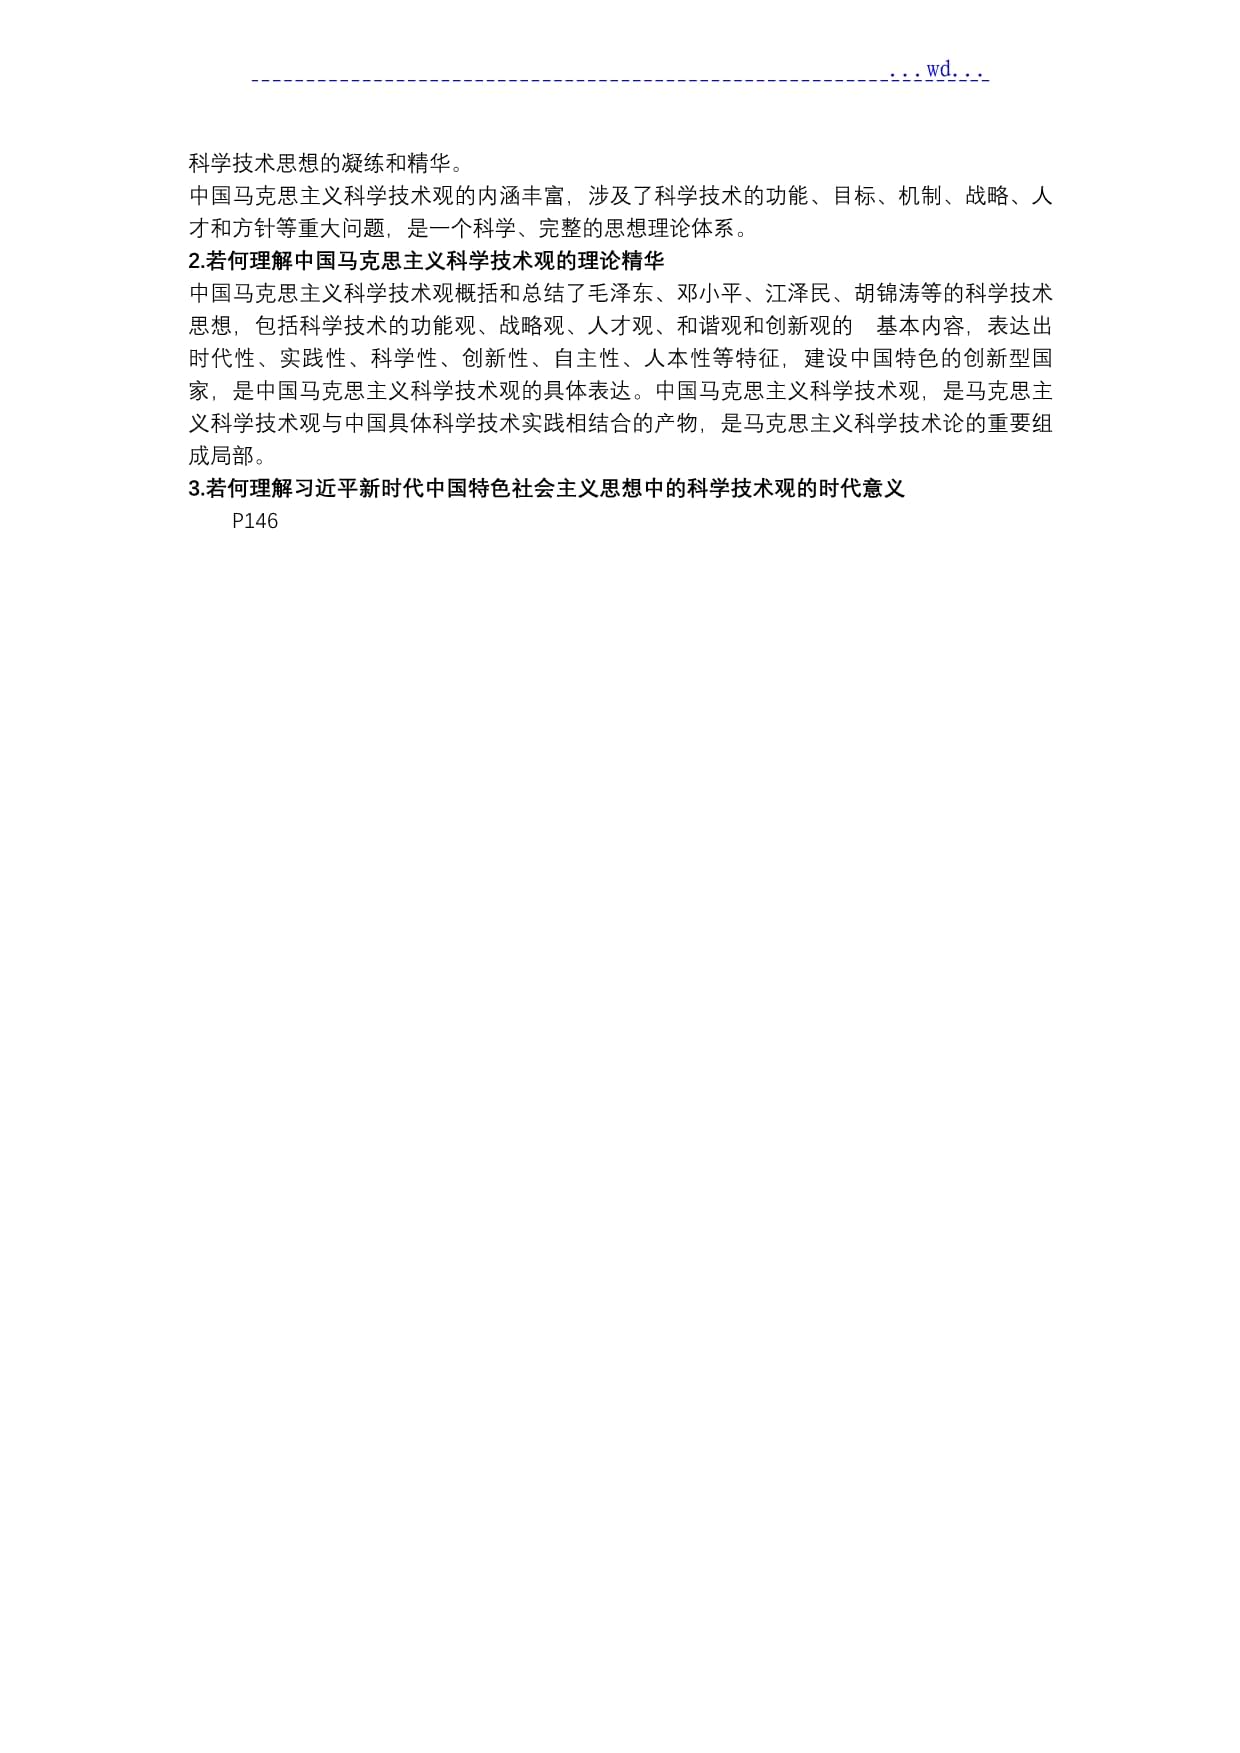 ...wd...
科学技术思想的凝练和精华。
中国马克思主义科学技术观的内涵丰富，涉及了科学技术的功能、目标、机制、战略、人
才和方针等重大问题，是一个科学、完整的思想理论体系。
2.若何理解中国马克思主义科学技术观的理论精华
中国马克思主义科学技术观概括和总结了毛泽东、邓小平、江泽民、胡锦涛等的科学技术
思想，包括科学技术的功能观、战略观、人才观、和谐观和创新观的　基本内容，表达出
时代性、实践性、科学性、创新性、自主性、人本性等特征，建设中国特色的创新型国
家，是中国马克思主义科学技术观的具体表达。中国马克思主义科学技术观，是马克思主
义科学技术观与中国具体科学技术实践相结合的产物，是马克思主义科学技术论的重要组
成局部。
3.若何理解习近平新时代中国特色社会主义思想中的科学技术观的时代意义
P146